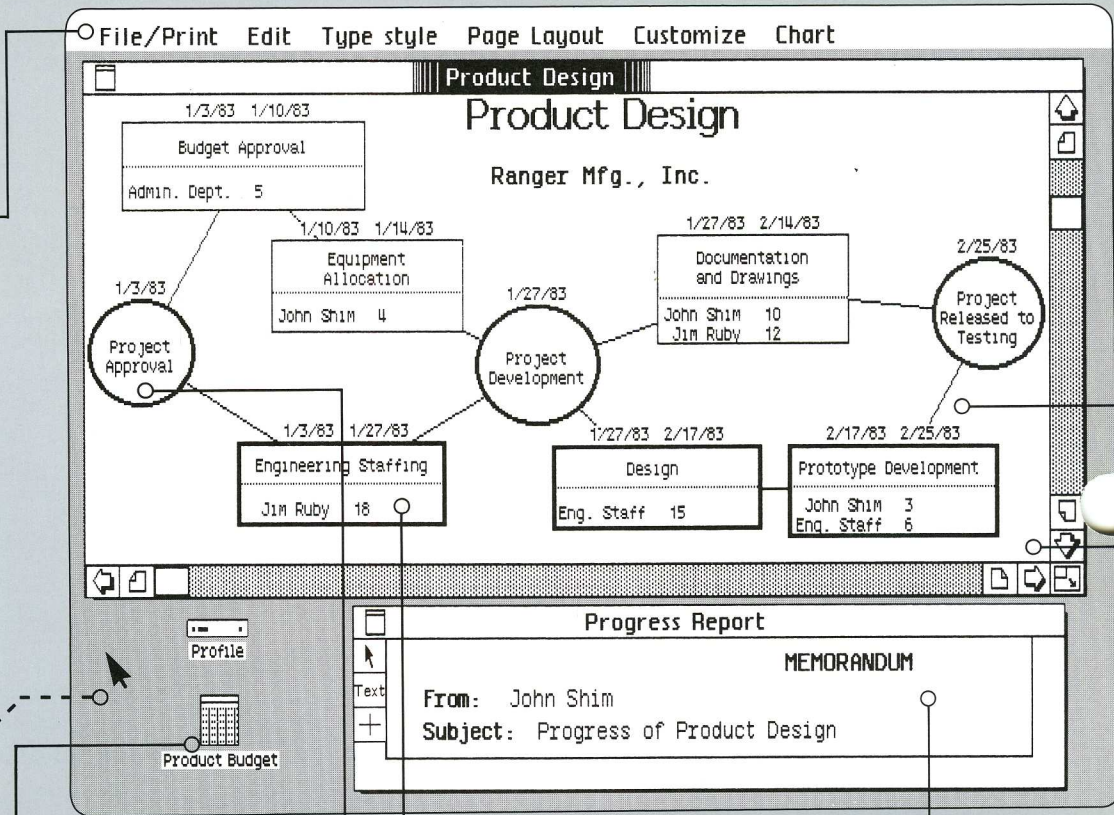 File/Print Edit Type style Page Layout Customize Chart
Product Design
Product Design
Ranger Mfg., Inc.
1/3/83 1/10/83
Budget Approval
Admin. Dept. 5
1/10/83 1/14/83
Equipment
Allocation
John Shim 4
1/27/83 2/14/83
Documentation
and Drawings
John Shim 10
Jim Ruby 12
2/25/83
Project
Released to
Testing
1/3/83
Project
Approval
1/27/83
Project
Development
1/3/83 1/27/83
Engineering Staffing
Jim Ruby 18
1/27/83 2/17/83
Design
Eng. Staff 15
2/17/83 2/25/83
Prototype Development
John Shim 3
Eng. Staff 6
Profile
Product Budget
Progress Report
Text
MEMORANDUM
From: John Shim
Subject: Progress of Product Design